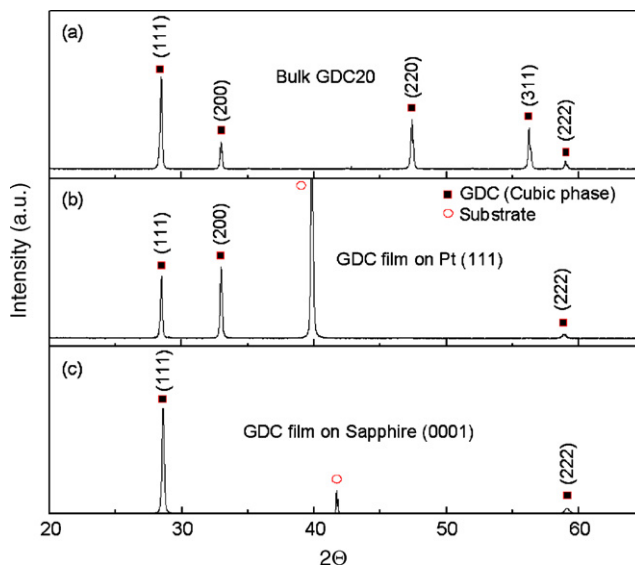 (a)
(111)
(200)
Bulk GDC20
(220)
(311)
(222)
(b)
(111)
(200)
GDC (Cubic phase)
Substrate
GDC film on Pt (111)
(222)
(c)
(111)
GDC film on Sapphire (0001)
(222)
Intensity (a.u.)
20
30
40
50
60
2Θ